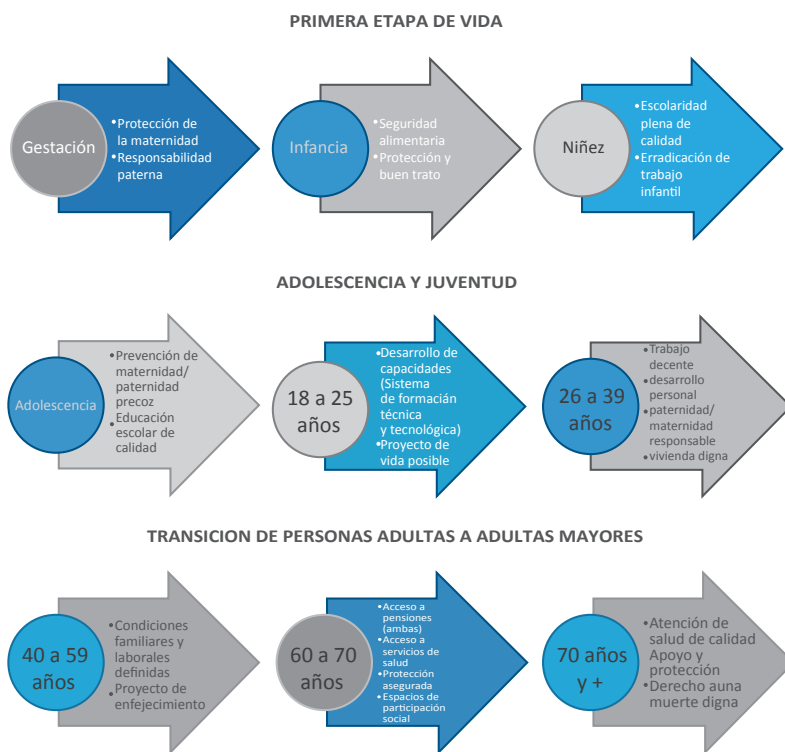 PRIMERA ETAPA DE VIDA
Gestación
•Protección de
la maternidad
•Responsabilidad
paterna
Infancia
•Seguridad
alimentaria
•Protección y
buen trato
Niñez
•Escolaridad
plena de
calidad
•Erradicación de
trabajo
infantil
ADOLESCENCIA Y JUVENTUD
Adolescencia
•Prevención de
maternidad/
paternidad
precoz
•Educación
escolar de
calidad
18 a 25
años
•Desarrollo de
capacidades
(Sistema
de formación
técnica
y tecnológica)
•Proyecto de
vida posible
26 a 39
años
•Trabajo
decente
•desarrollo
personal
•paternidad/
maternidad
responsable
•vivienda digna
TRANSICION DE PERSONAS ADULTAS A ADULTAS MAYORES
40 a 59
años
•Condiciones
familiares y
laborales
definidas
•Proyecto de
enfejecimiento
60 a 70
años
•Acceso a
pensiones
(ambas)
•Acceso a
servicios de
salud
•Protección
asegurada
•Espacios de
participación
social
70 años
y +
•Atención de
salud de calidad
Apoyo y
protección
•Derecho auna
muerte digna